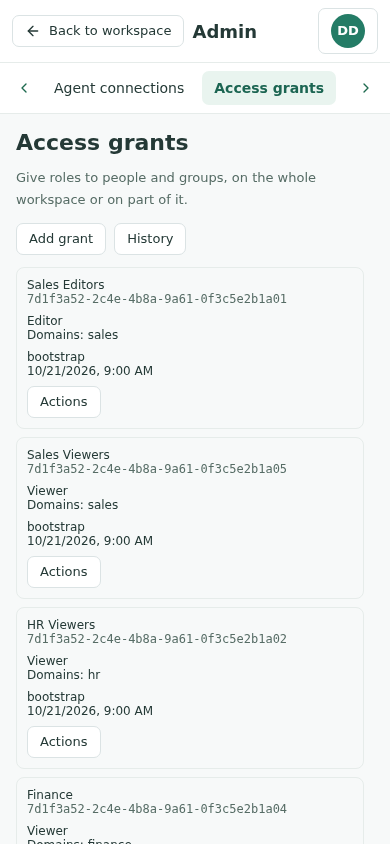 Back to workspace
Admin
DD
Agent connections
Access grants
Access grants
Give roles to people and groups, on the whole
workspace or on part of it.
Add grant
History
Sales Editors
7d1f3a52-2c4e-4b8a-9a61-0f3c5e2b1a01
Editor
Domains: sales
bootstrap
10/21/2026, 9:00 AM
Actions
Sales Viewers
7d1f3a52-2c4e-4b8a-9a61-0f3c5e2b1a05
Viewer
Domains: sales
bootstrap
10/21/2026, 9:00 AM
Actions
HR Viewers
7d1f3a52-2c4e-4b8a-9a61-0f3c5e2b1a02
Viewer
Domains: hr
bootstrap
10/21/2026, 9:00 AM
Actions
Finance
7d1f3a52-2c4e-4b8a-9a61-0f3c5e2b1a04
Viewer
Domains: finance